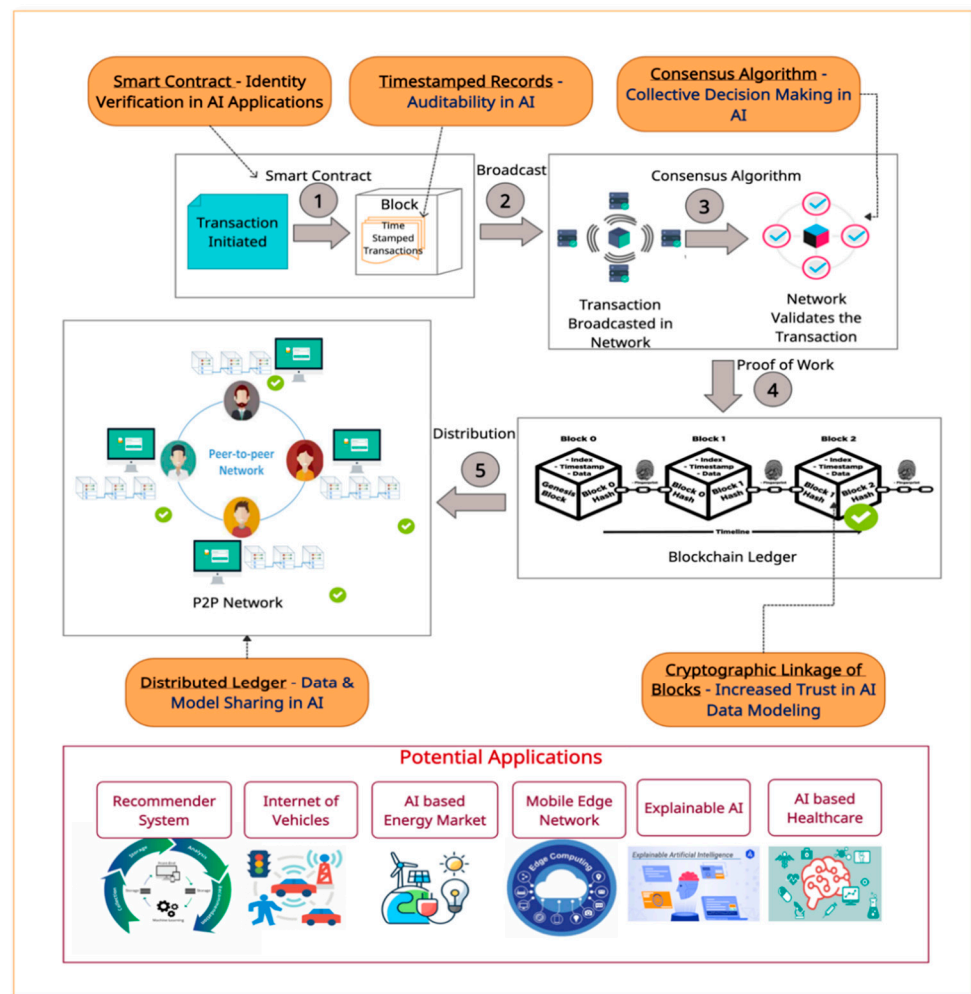 Smart Contract - Identity
Verification in AI Applications
Timestamped Records -
Auditability in AI
Consensus Algorithm -
Collective Decision Making in
AI
Smart Contract
1
Transaction
Initiated
Block
Time
Stamped
Transactions
Broadcast
2
Consensus Algorithm
3
Transaction
Broadcasted in
Network
Network
Validates the
Transaction
Proof of Work
4
Block 0
- Index
- Timestamp
- Data
Genesis
Block
Block 0
Hash
Block 1
- Index
- Timestamp
- Data
Block 0
Hash
Block 1
Hash
Block 2
- Index
- Timestamp
- Data
Block 1
Hash
Block 2
Hash
Timeline
Blockchain Ledger
Distribution
5
Peer-to-peer
Network
P2P Network
Distributed Ledger - Data &
Model Sharing in AI
Cryptographic Linkage of
Blocks - Increased Trust in AI
Data Modeling
Potential Applications
Recommender
System
Internet of
Vehicles
AI based
Energy Market
Mobile Edge
Network
Explainable AI
AI based
Healthcare
Storage
Analysis
Collection
Machine Learning
Edge Computing
Explainable Artificial Intelligence